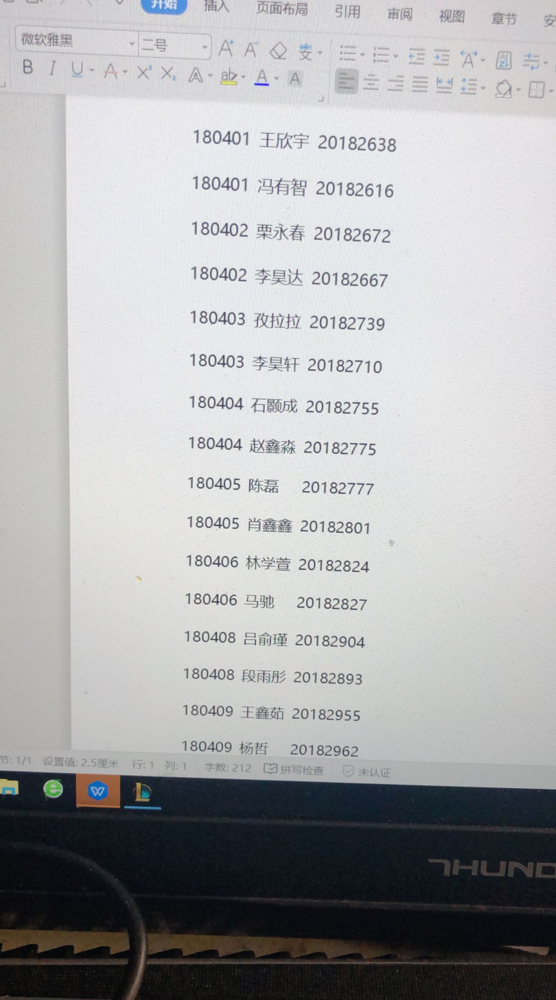 开始 插入 页面布局 引用 审阅 视图 章节 安
微软雅黑 二号
180401 王欣宇 20182638
180401 冯有智 20182616
180402 栗永春 20182672
180402 李昊达 20182667
180403 孜拉拉 20182739
180403 李昊轩 20182710
180404 石颢成 20182755
180404 赵鑫淼 20182775
180405 陈磊 20182777
180405 肖鑫鑫 20182801
180406 林学萱 20182824
180406 马驰 20182827
180408 吕俞瑾 20182904
180408 段雨彤 20182893
180409 王鑫茹 20182955
180409 杨哲 20182962
节: 1/1 设置值: 2.5厘米 行: 1 列: 1 字数: 212 拼写检查 未认证
THUND